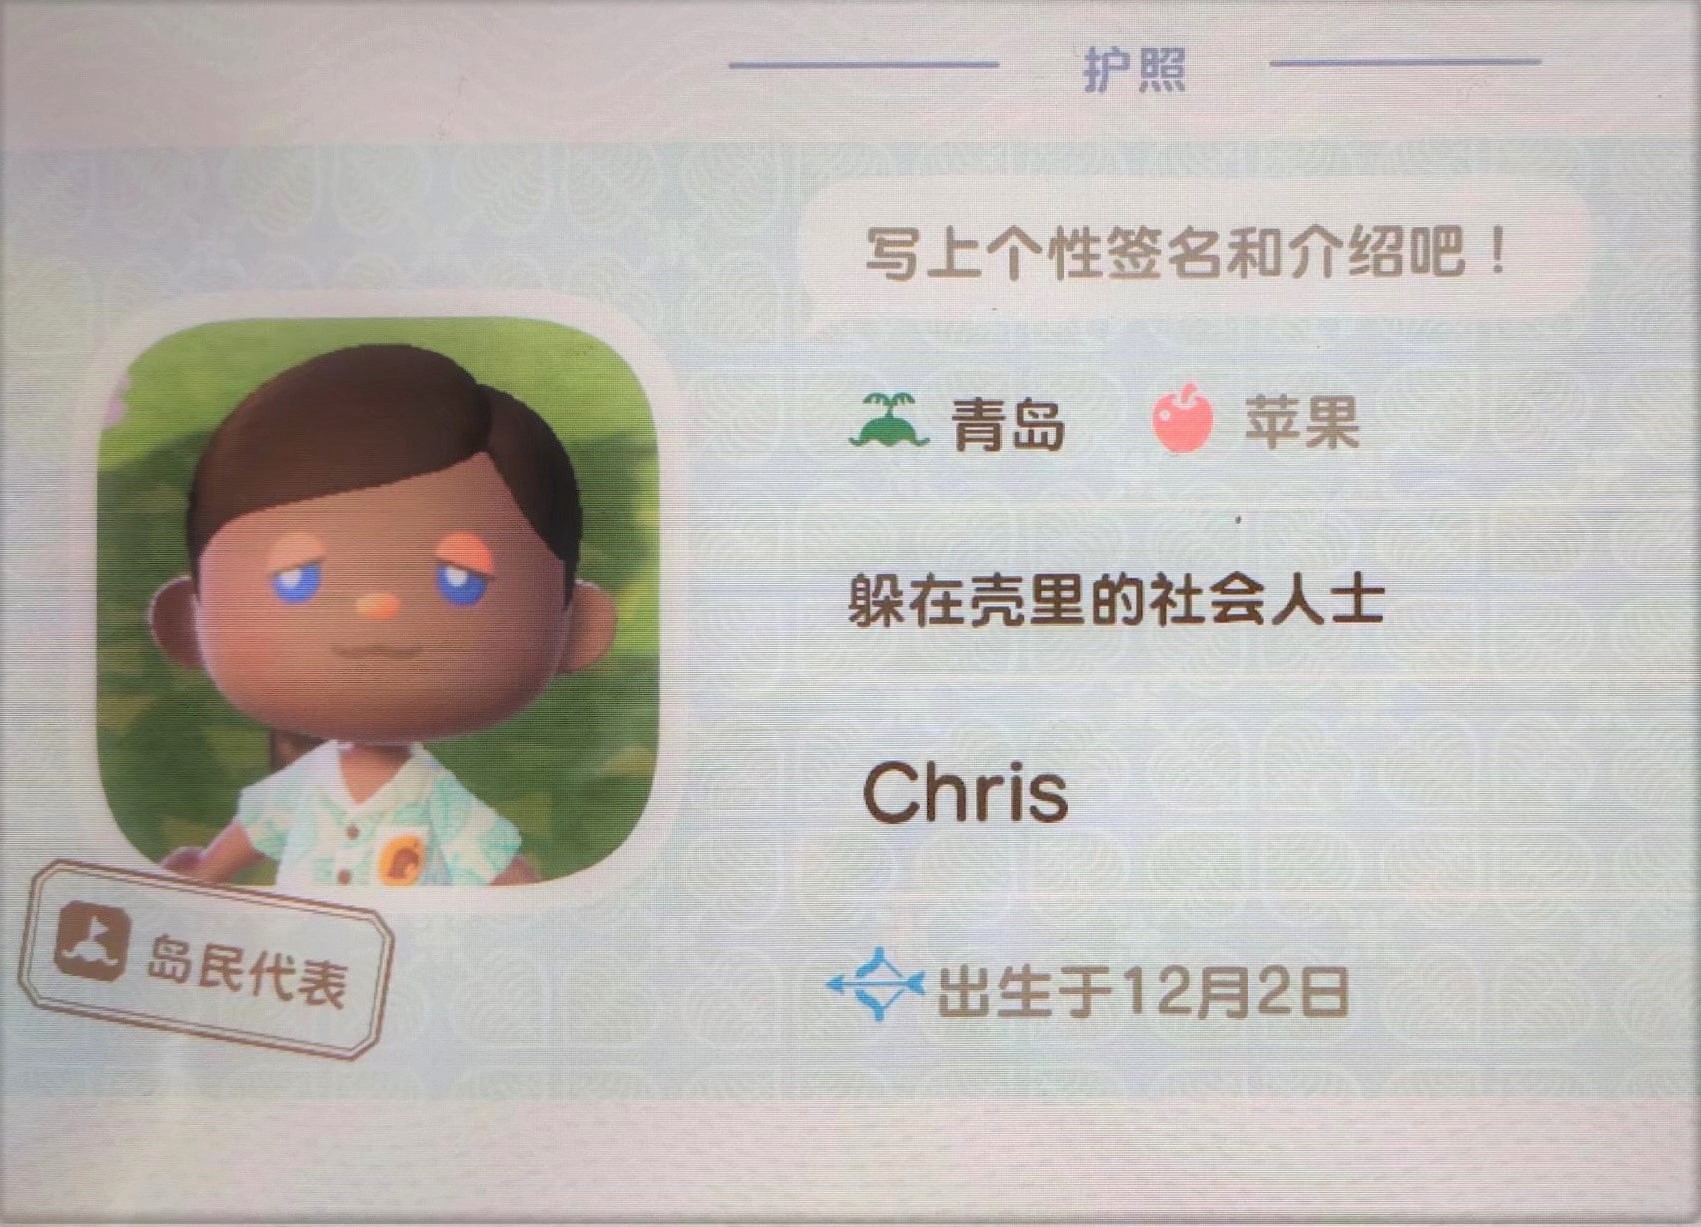 护照
写上个性签名和介绍吧！
青岛 苹果
躲在壳里的社会人士
Chris
出生于12月2日
岛民代表